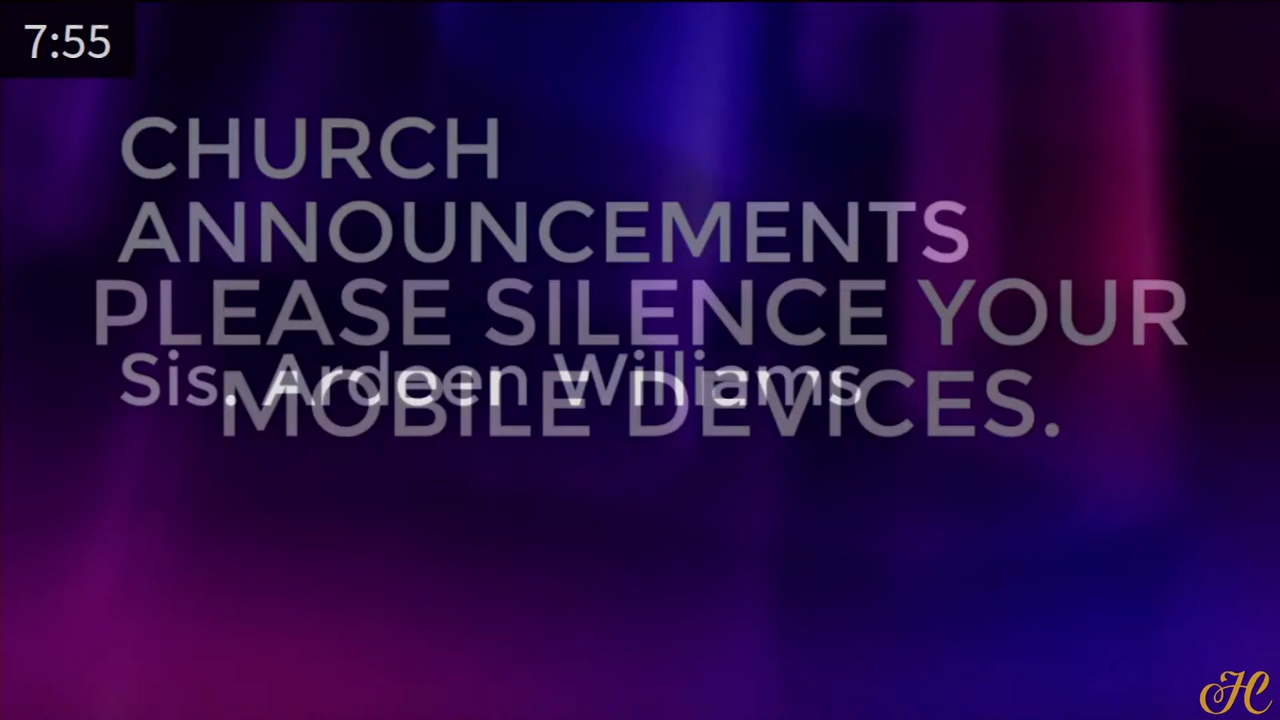 7:55
CHURCH
ANNOUNCEMENTS
PLEASE SILENCE YOUR
Sis. Ardeen Williams
MOBILE DEVICES.
H